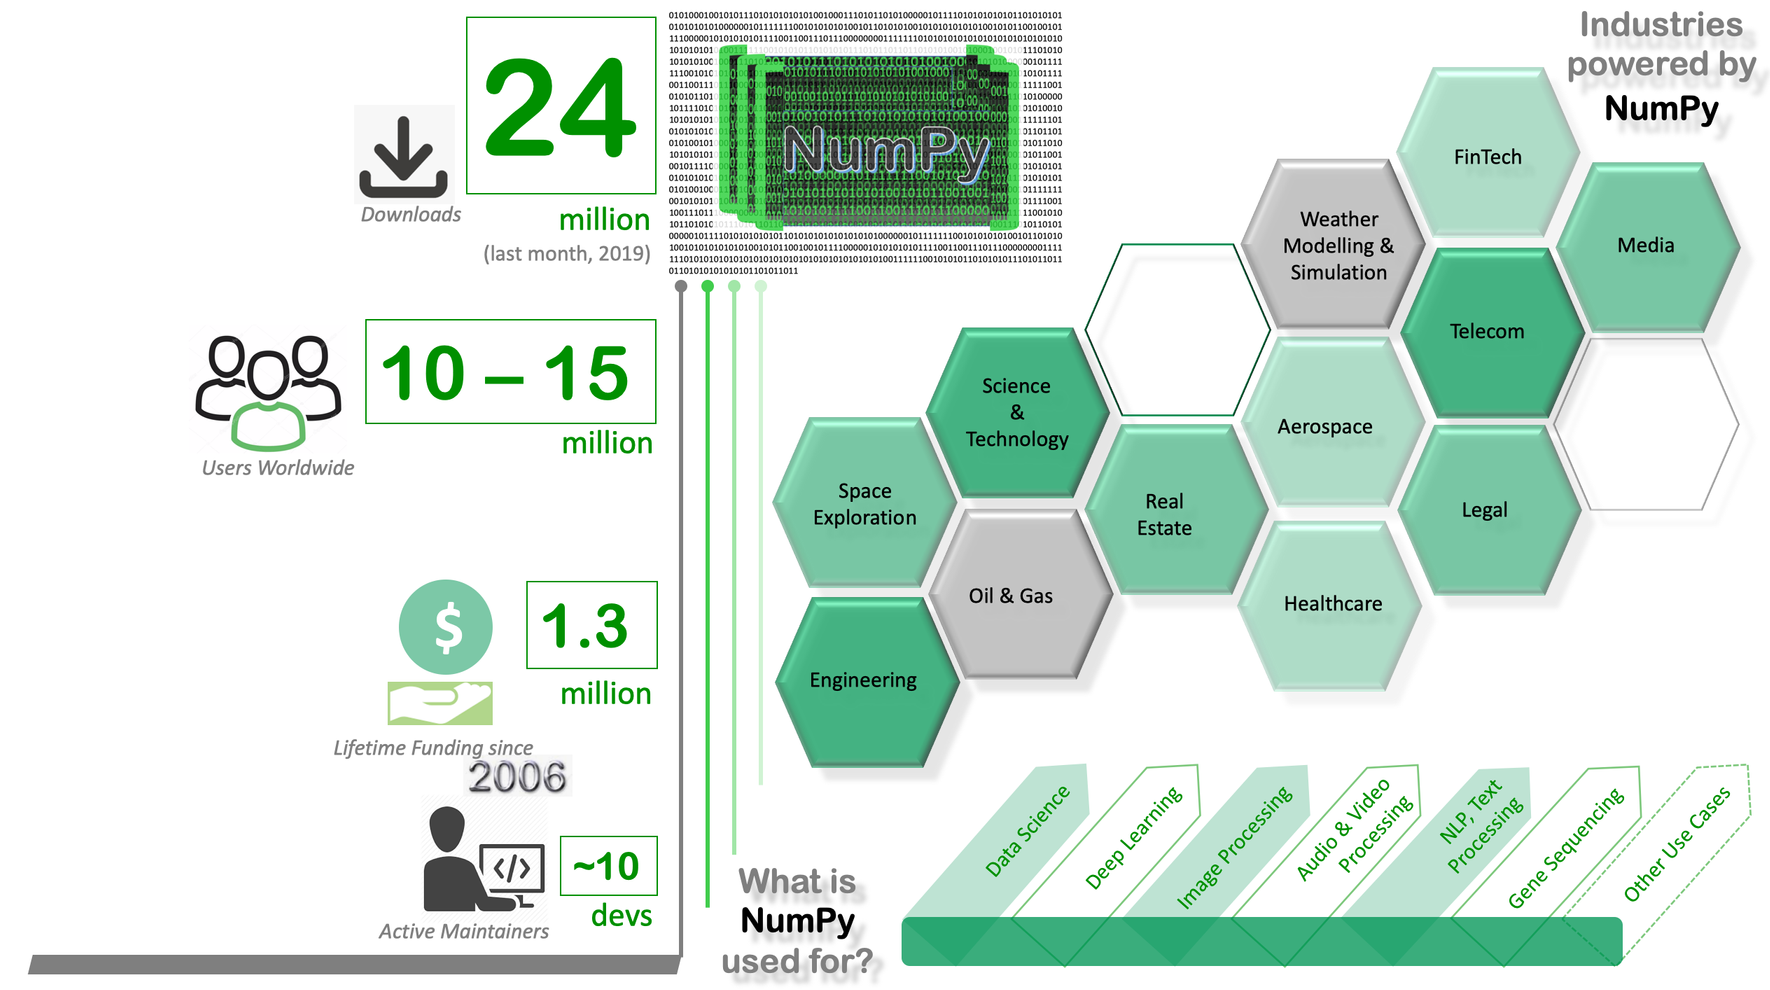 24
million
(last month, 2019)
Downloads
10 – 15
million
Users Worldwide
$
1.3
million
Lifetime Funding since
2006
</>
~10
devs
Active Maintainers
NumPy
Industries
powered by
NumPy
FinTech
Weather
Modelling &
Simulation
Media
Telecom
Science
&
Technology
Aerospace
Space
Exploration
Real
Estate
Legal
Oil & Gas
Healthcare
Engineering
What is
NumPy
used for?
Data Science
Deep Learning
Image Processing
Audio & Video
Processing
NLP, Text
Processing
Gene Sequencing
Other Use Cases